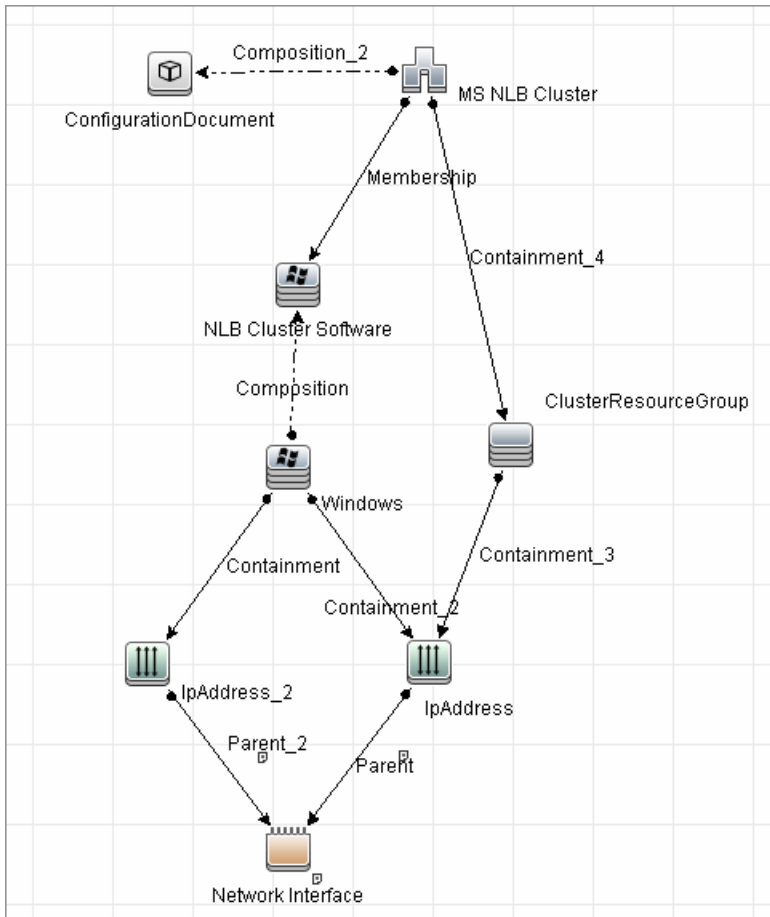 Composition_2
MS NLB Cluster
ConfigurationDocument
Membership
Containment_4
NLB Cluster Software
Composition
ClusterResourceGroup
Windows
Containment_3
Containment
Containment_2
IpAddress_2
IpAddress
Parent_2
Parent
Network Interface